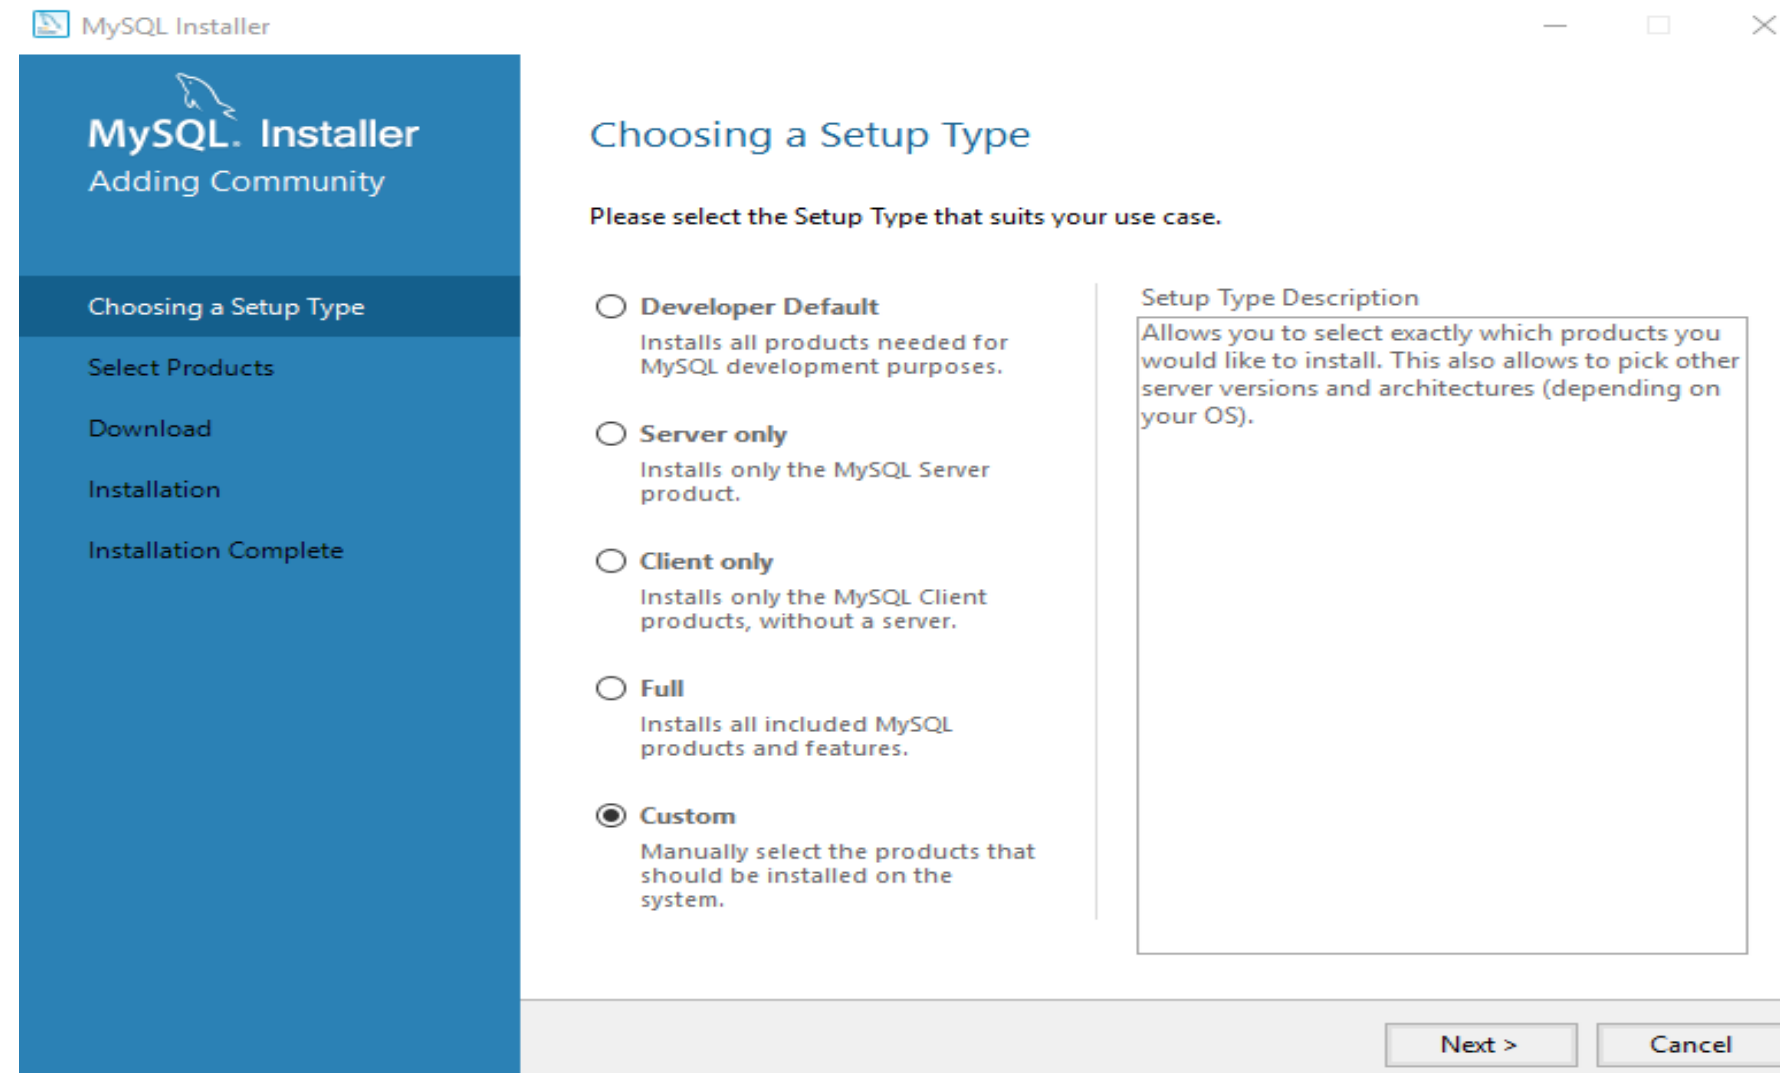 MySQL Installer
MySQL. Installer
Adding Community
Choosing a Setup Type
Select Products
Download
Installation
Installation Complete
Choosing a Setup Type
Please select the Setup Type that suits your use case.
Developer Default
Installs all products needed for
MySQL development purposes.
Server only
Installs only the MySQL Server
product.
Client only
Installs only the MySQL Client
products, without a server.
Full
Installs all included MySQL
products and features.
Custom
Manually select the products that
should be installed on the
system.
Setup Type Description
Allows you to select exactly which products you
would like to install. This also allows to pick other
server versions and architectures (depending on
your OS).
Next >
Cancel